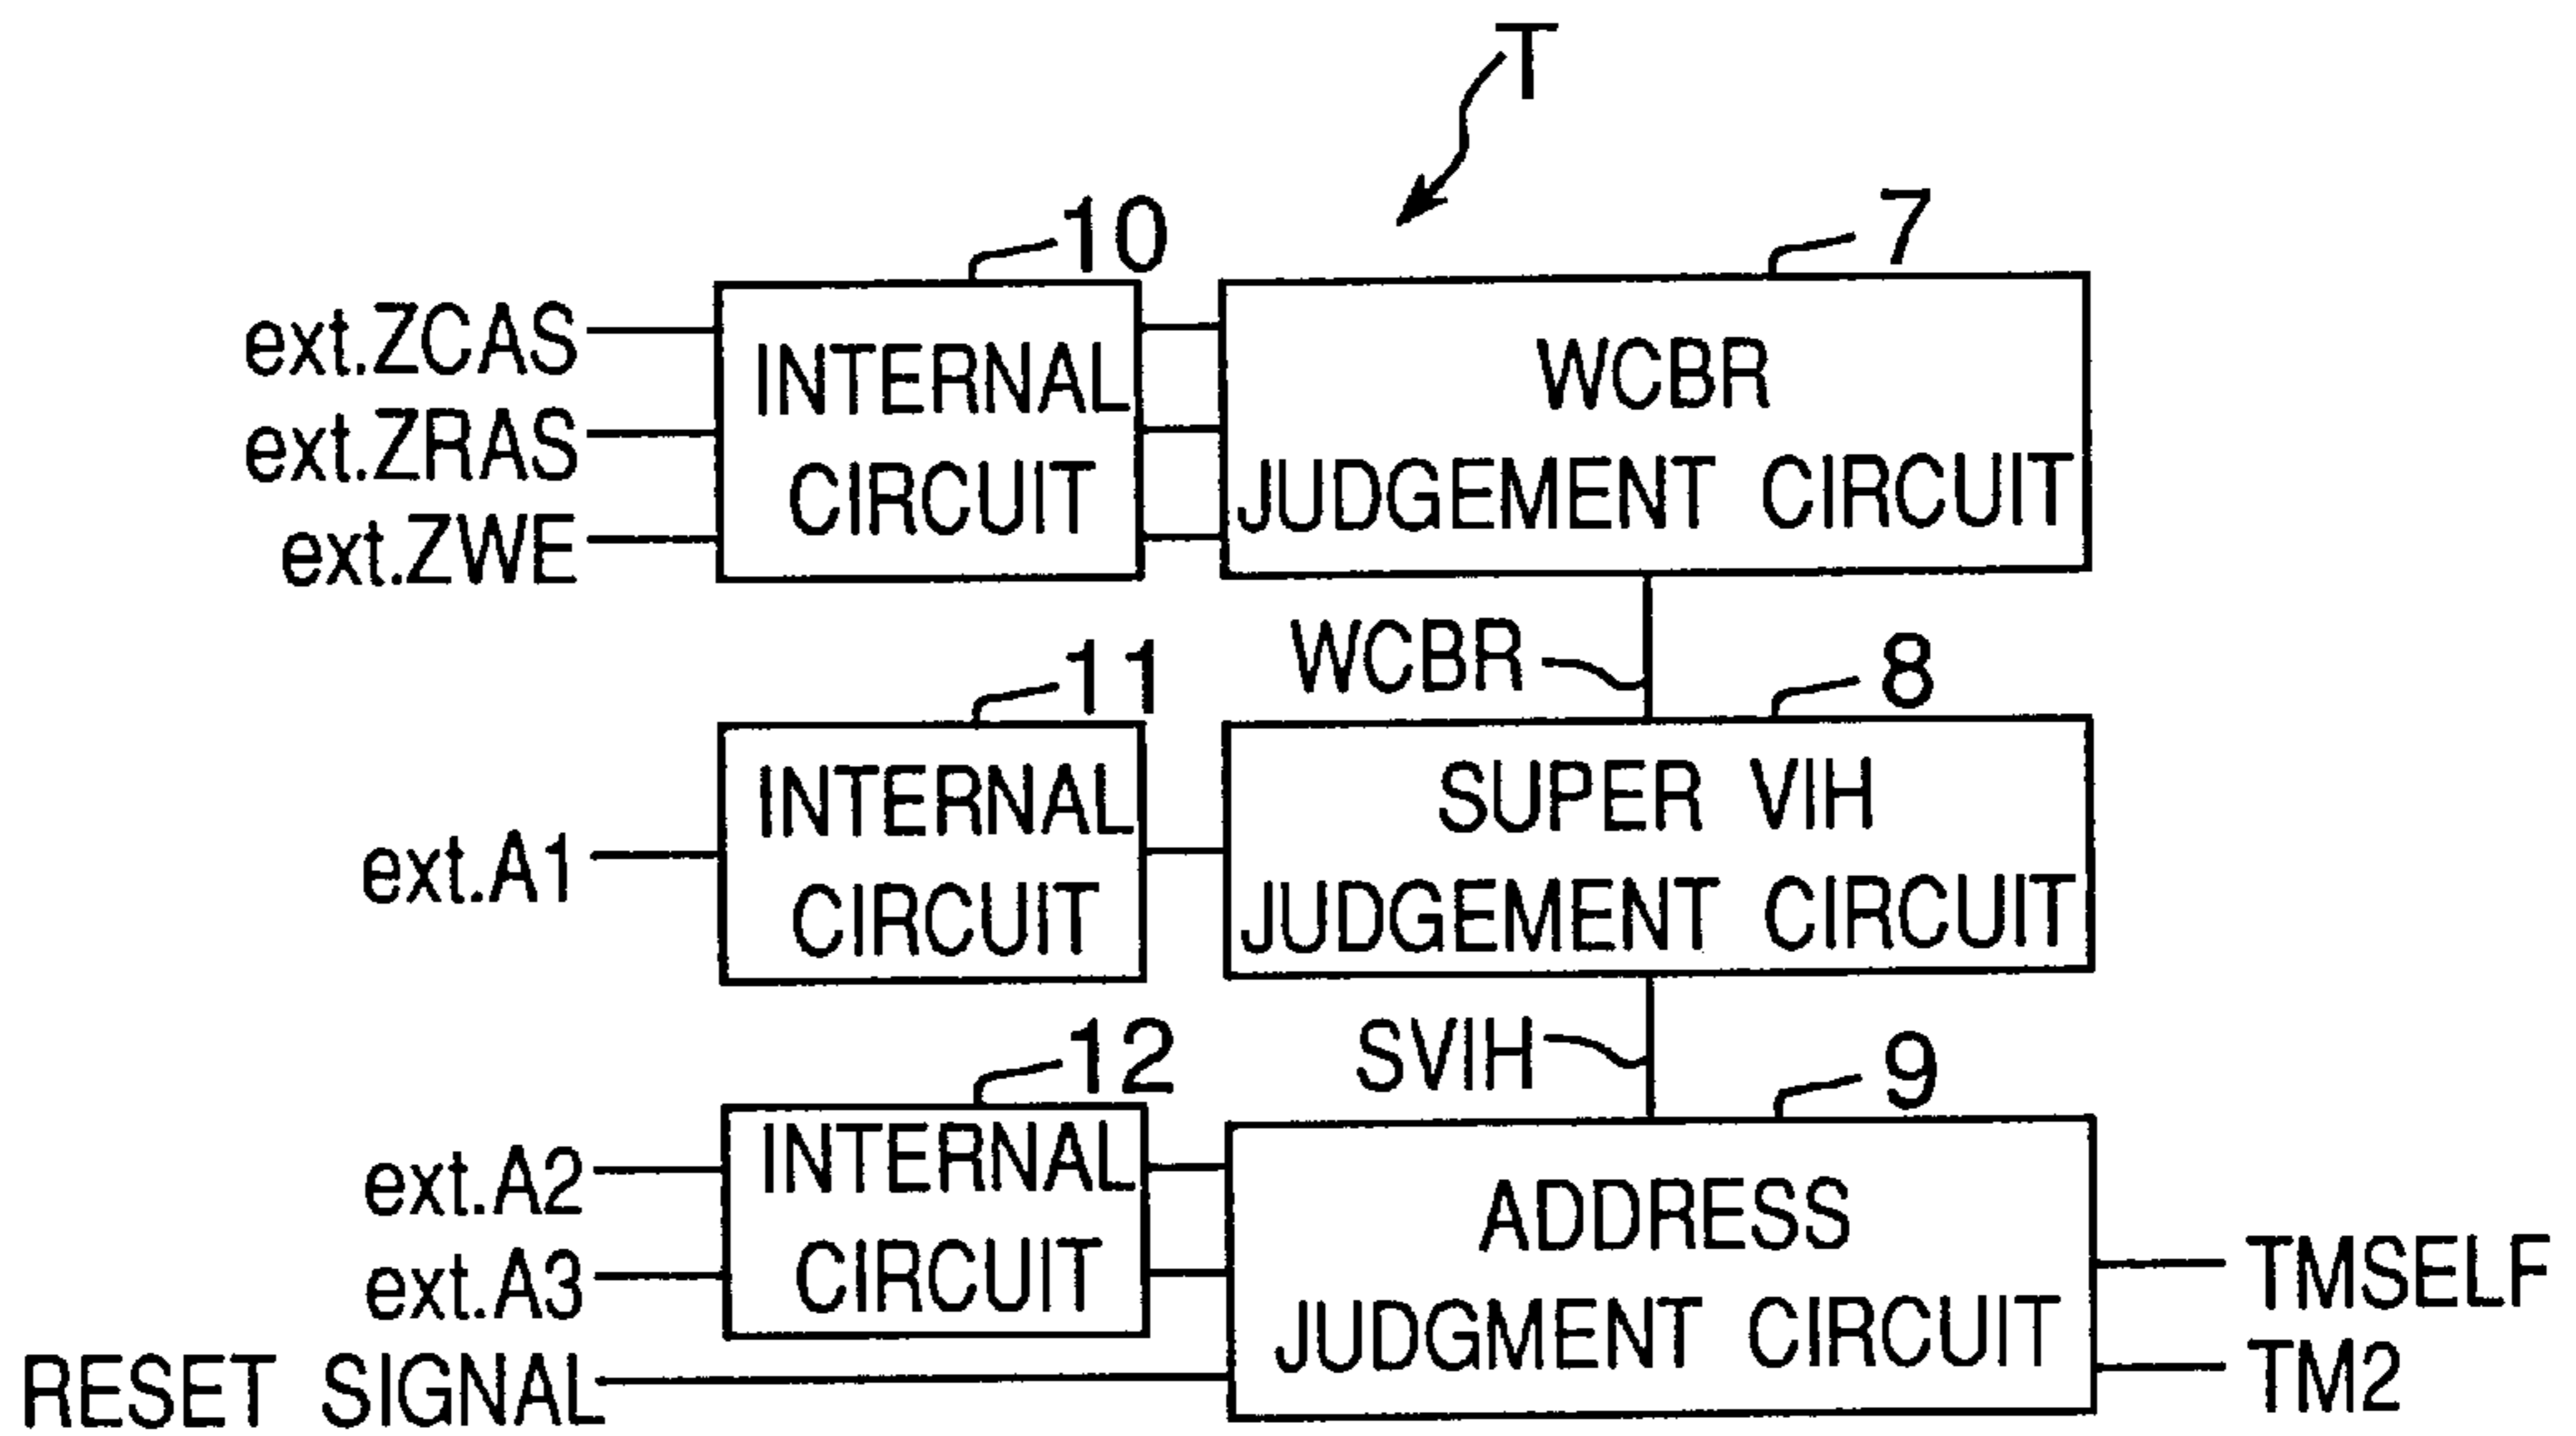 T
10
7
ext.ZCAS
ext.ZRAS
ext.ZWE
INTERNAL
CIRCUIT
WCBR
JUDGEMENT CIRCUIT
WCBR
11
8
ext.A1
INTERNAL
CIRCUIT
SUPER VIH
JUDGEMENT CIRCUIT
SVIH
12
9
ext.A2
ext.A3
INTERNAL
CIRCUIT
RESET SIGNAL
ADDRESS
JUDGMENT CIRCUIT
TMSELF
TM2